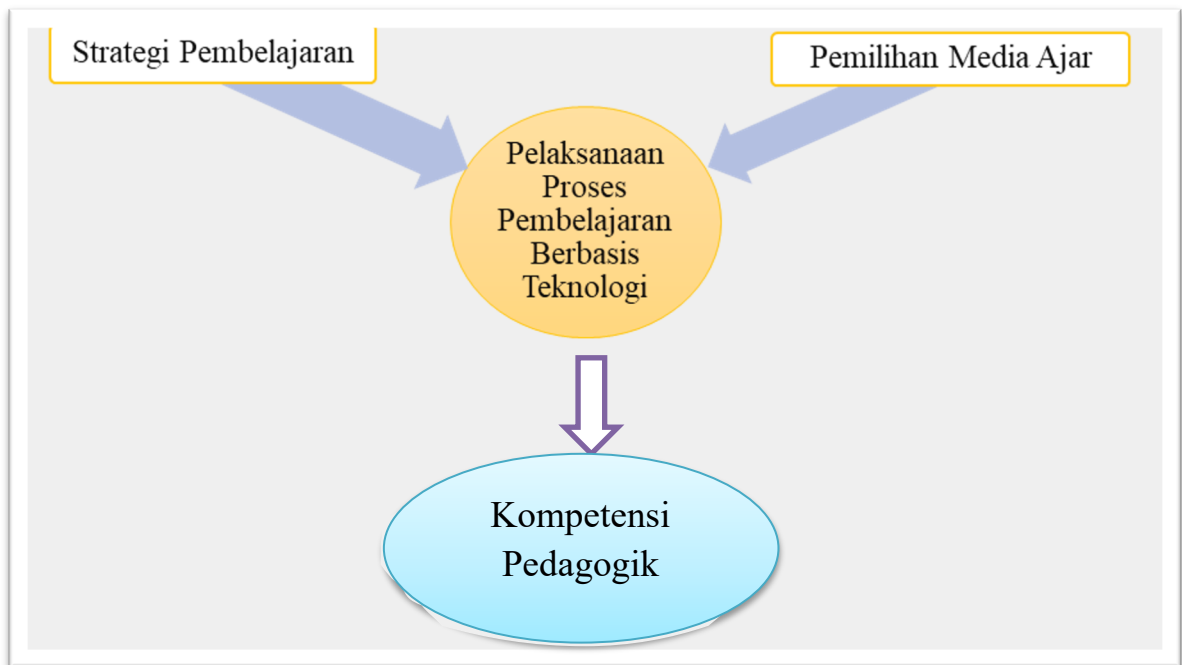 Strategi Pembelajaran
Pemilihan Media Ajar
Pelaksanaan
Proses
Pembelajaran
Berbasis
Teknologi
Kompetensi
Pedagogik